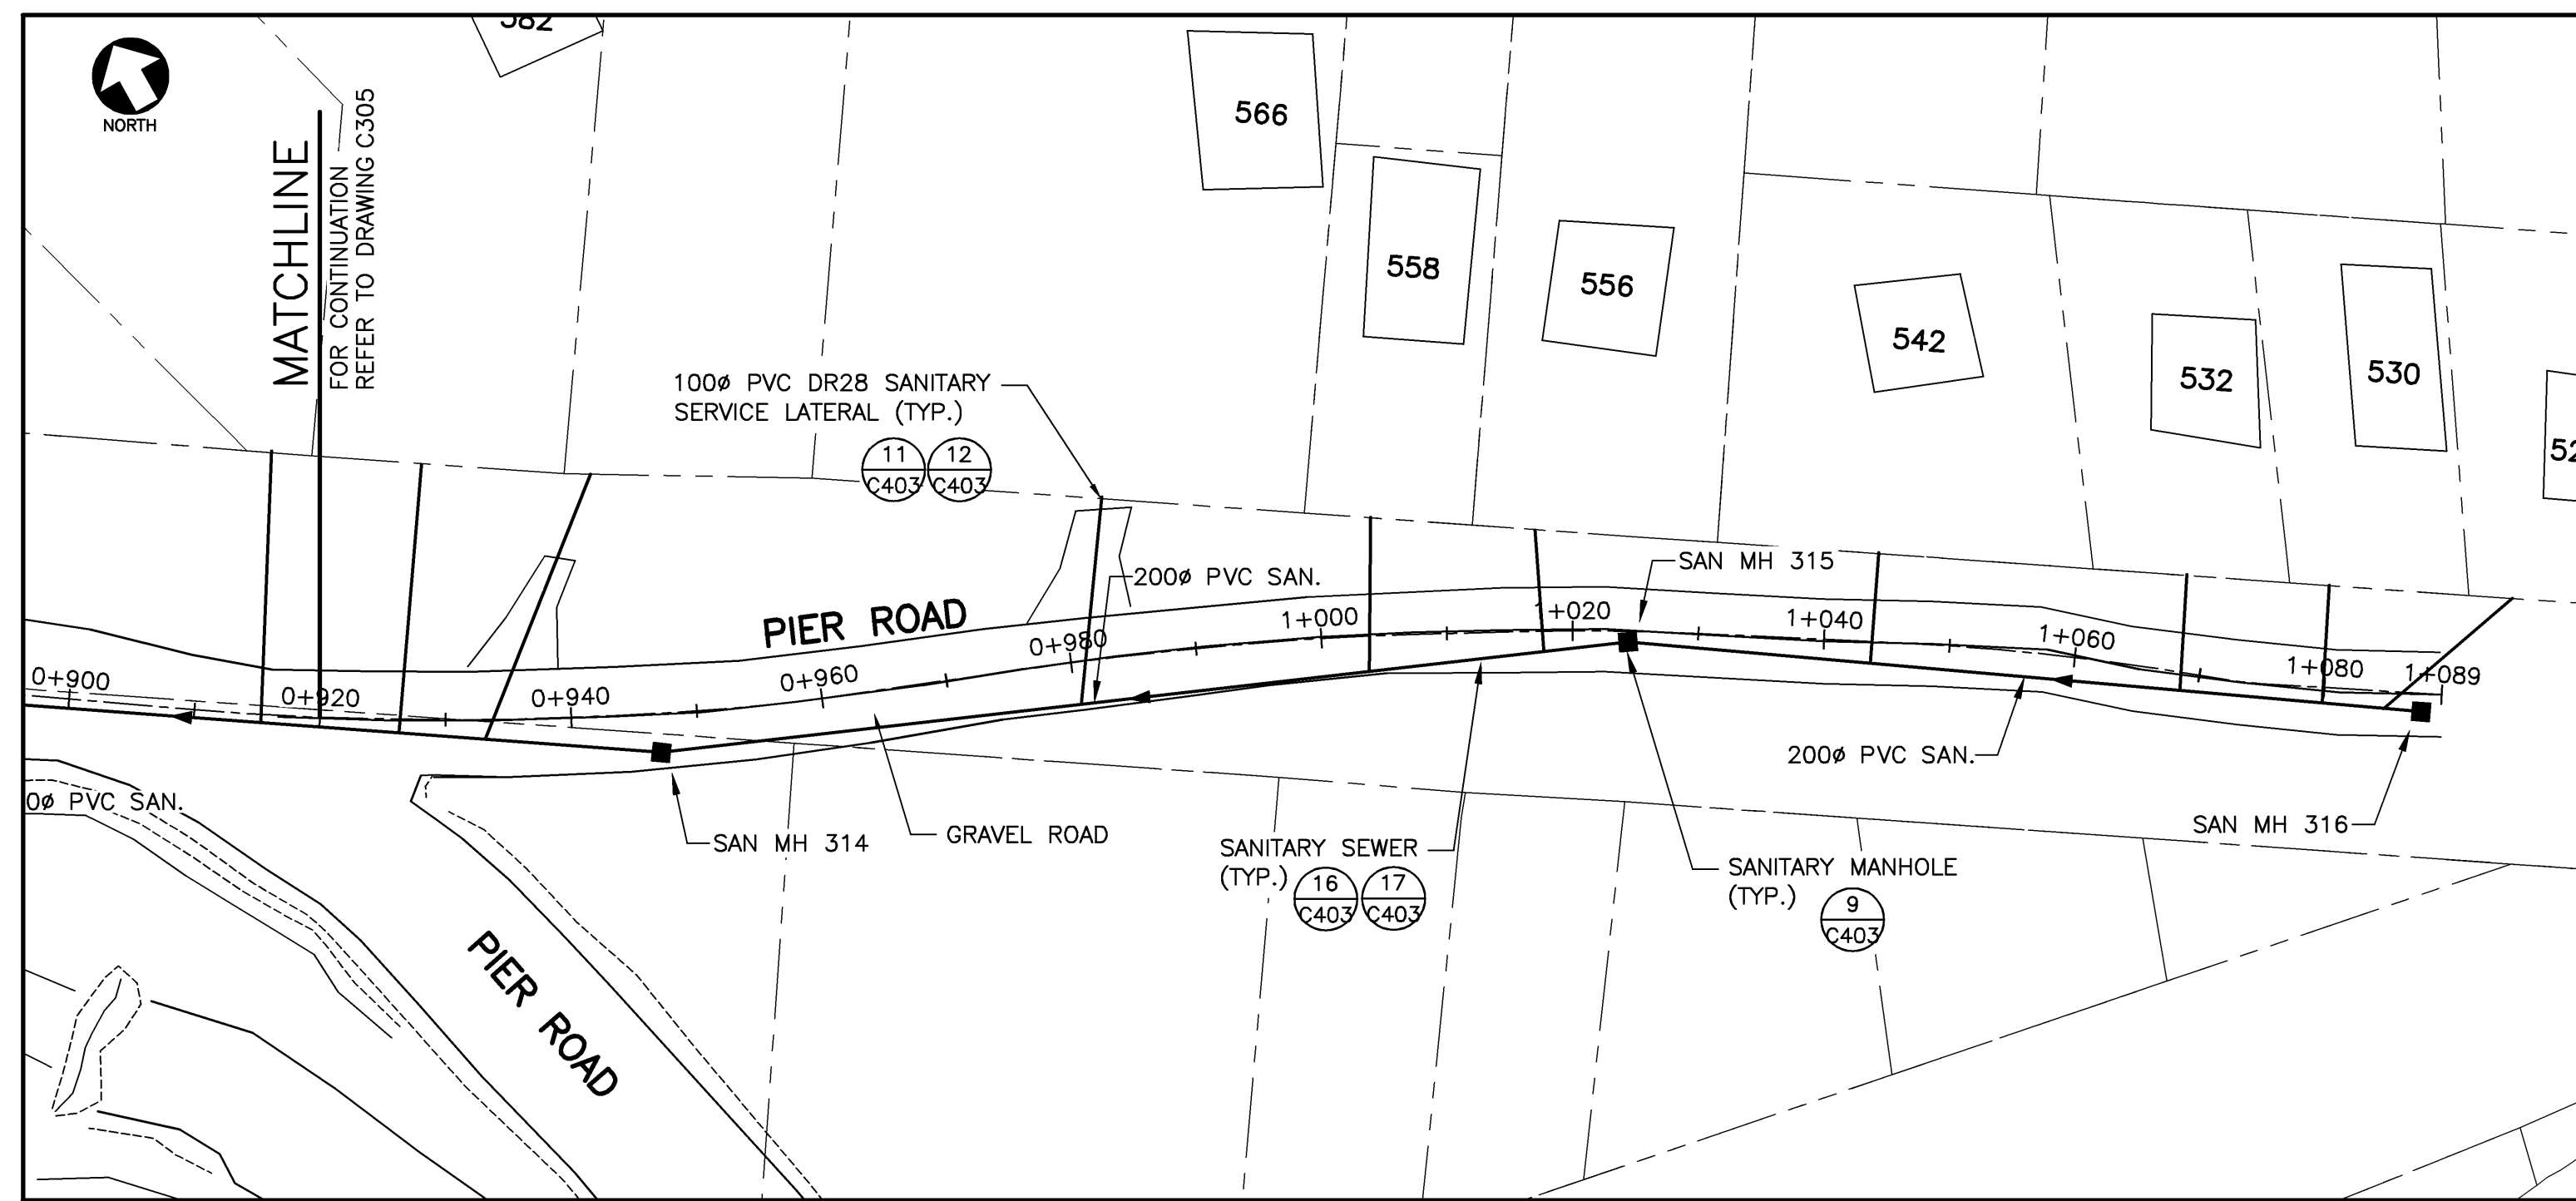 582
NORTH
MATCHLINE
FOR CONTINUATION
REFER TO DRAWING C305
566
558
556
542
532
530
100ø PVC DR28 SANITARY
SERVICE LATERAL (TYP.)
11
C403
12
C403
200ø PVC SAN.
SAN MH 315
PIER ROAD
0+900
0+920
0+940
0+960
0+980
1+000
1+020
1+040
1+060
1+080
1+089
200ø PVC SAN.
0ø PVC SAN.
SAN MH 314
GRAVEL ROAD
SANITARY SEWER
(TYP.)
16
C403
17
C403
SANITARY MANHOLE
(TYP.)
9
C403
SAN MH 316
PIER ROAD